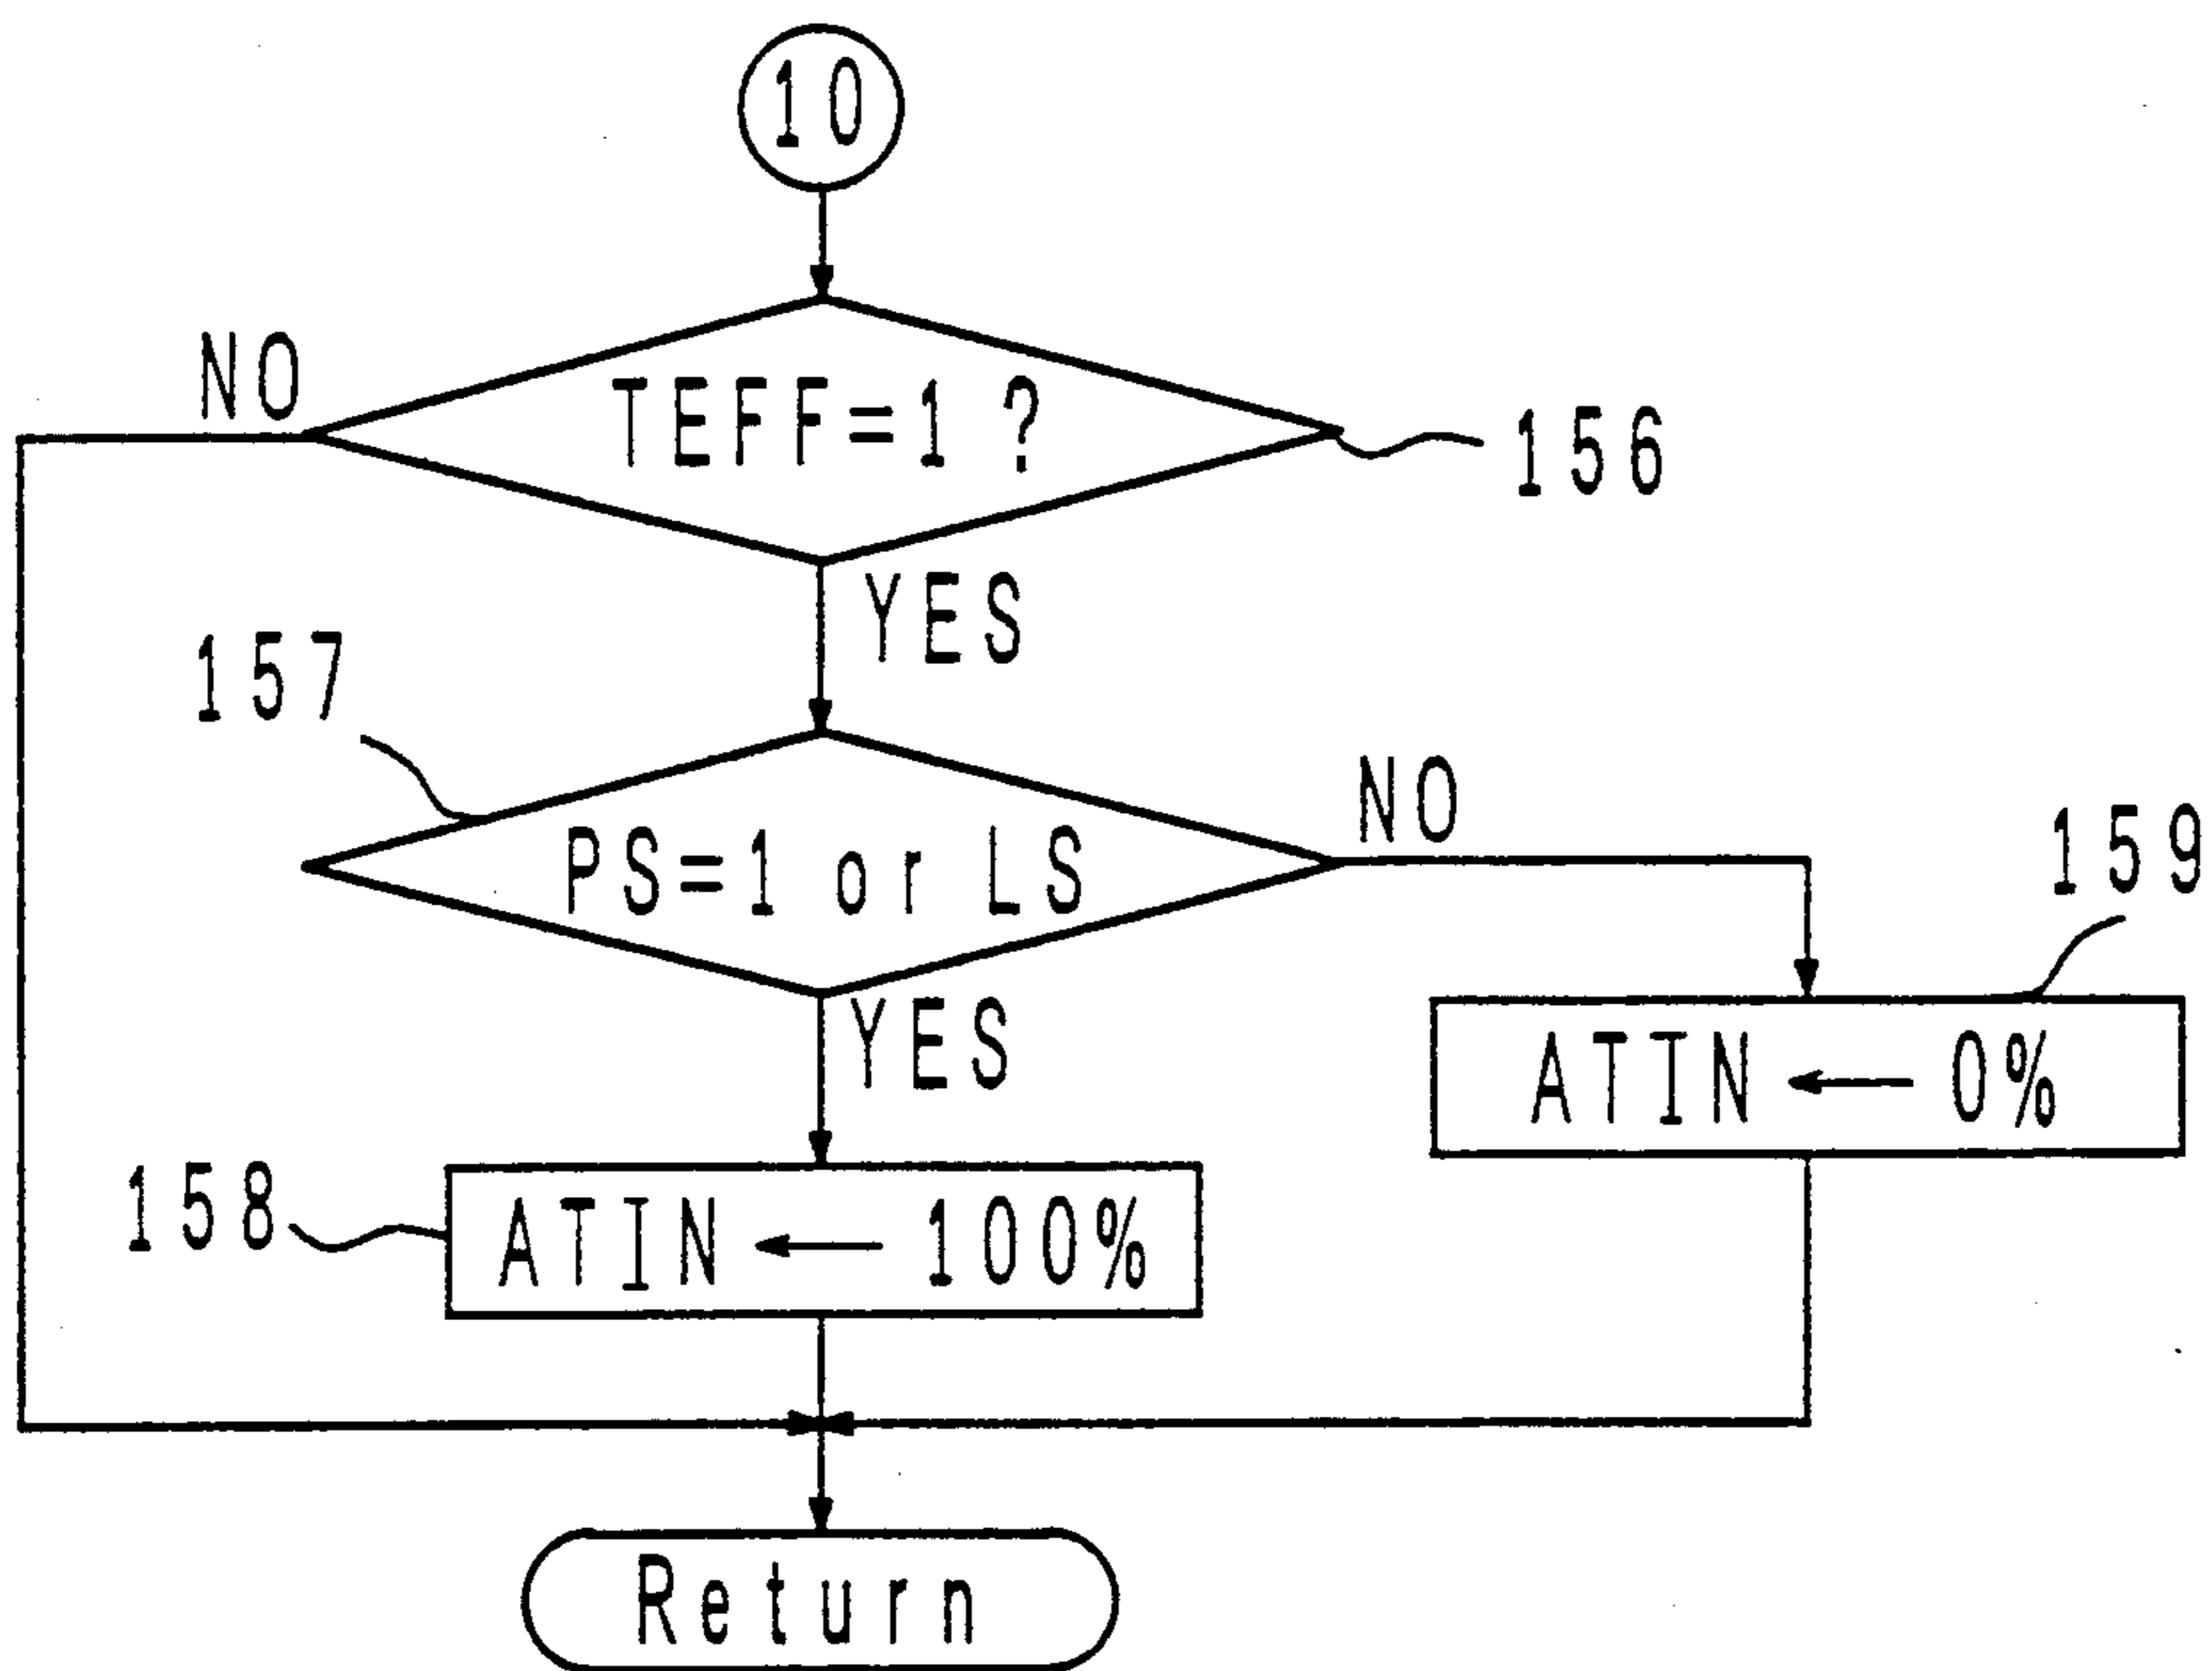 10
NO
TEFF=1?
156
YES
157
PS=1 or LS
NO
159
YES
ATIN ← 0%
158
ATIN ← 100%
Return